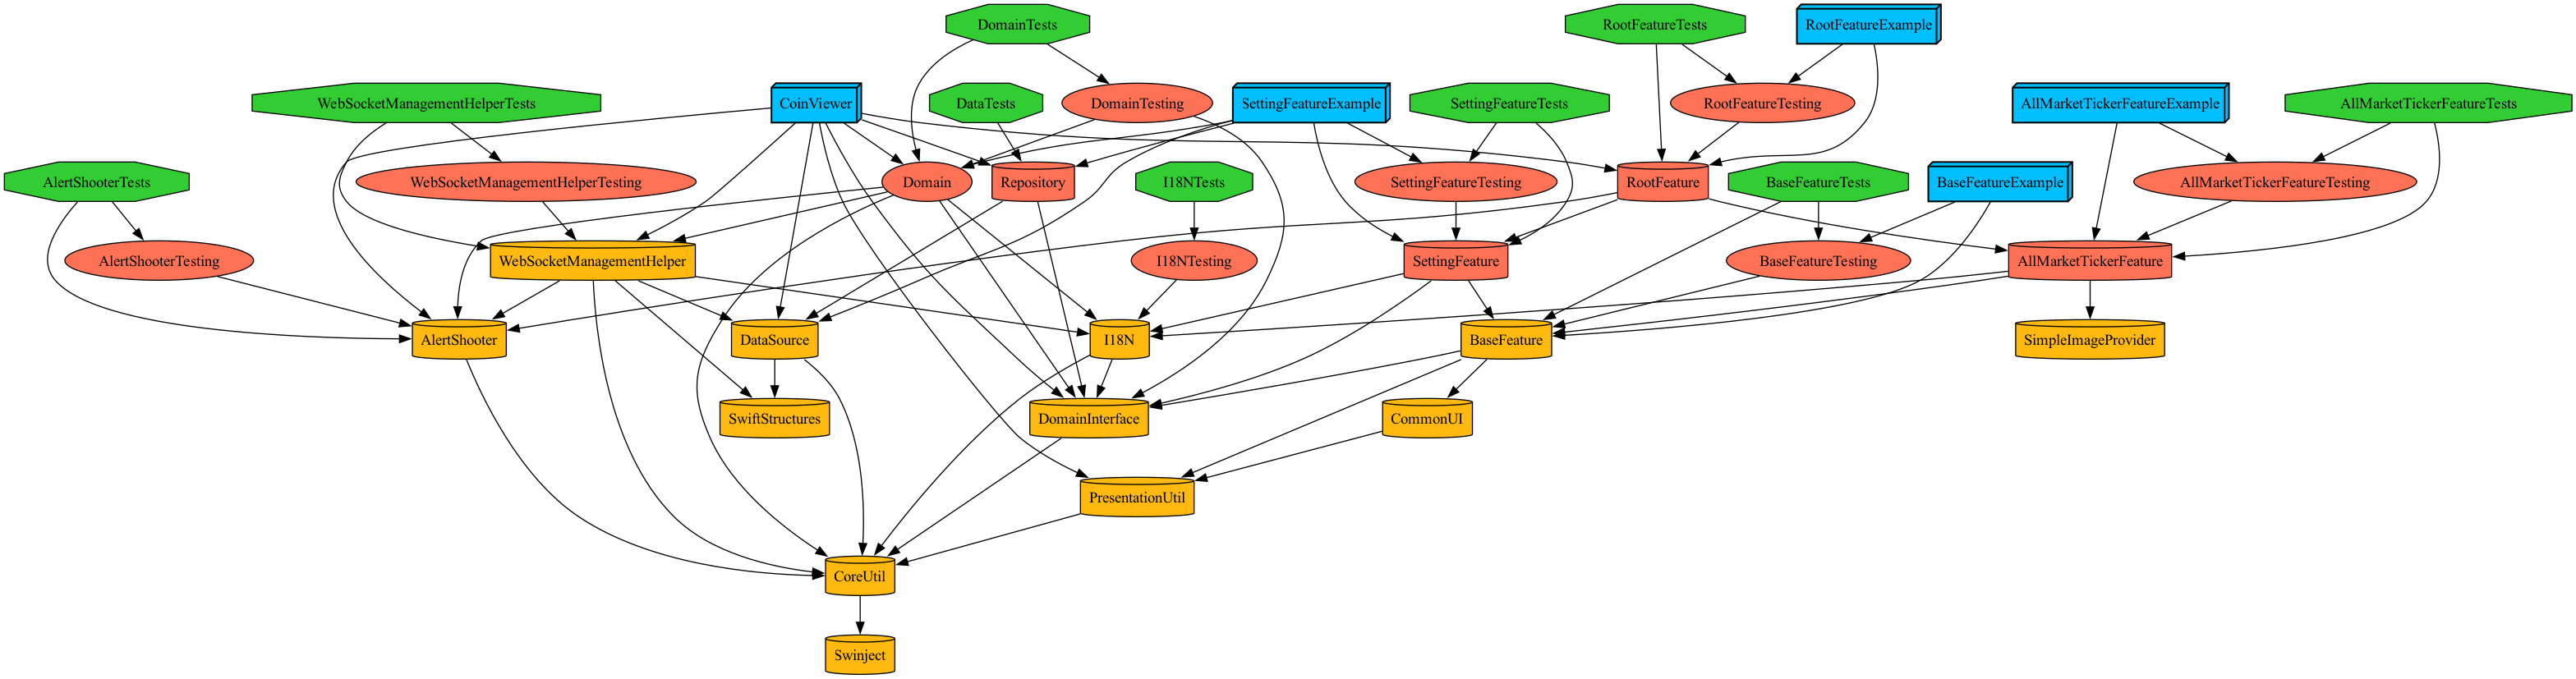 DomainTests
RootFeatureTests
RootFeatureExample
WebSocketManagementHelperTests
CoinViewer
DataTests
DomainTesting
SettingFeatureExample
SettingFeatureTests
RootFeatureTesting
AllMarketTickerFeatureExample
AllMarketTickerFeatureTests
AlertShooterTests
WebSocketManagementHelperTesting
Domain
Repository
I18NTests
SettingFeatureTesting
RootFeature
BaseFeatureTests
BaseFeatureExample
AllMarketTickerFeatureTesting
AlertShooterTesting
WebSocketManagementHelper
I18NTesting
SettingFeature
BaseFeatureTesting
AllMarketTickerFeature
AlertShooter
DataSource
I18N
BaseFeature
SimpleImageProvider
SwiftStructures
DomainInterface
CommonUI
PresentationUtil
CoreUtil
Swinject